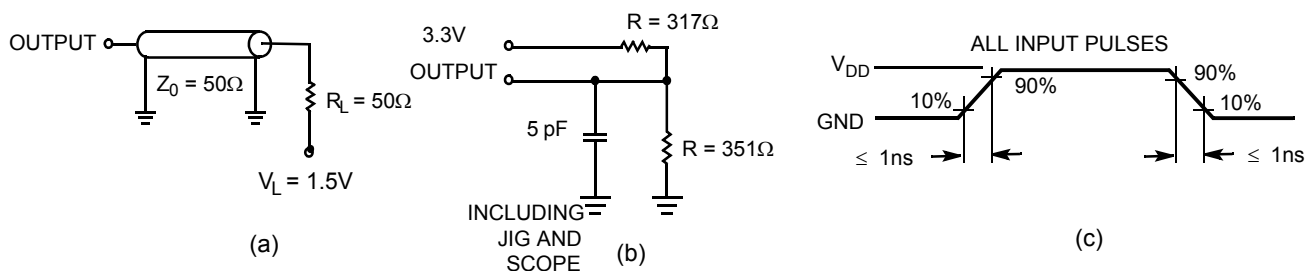 OUTPUT
Z0 = 50Ω
RL = 50Ω
VL = 1.5V
(a)
R = 317Ω
3.3V
OUTPUT
5 pF
R = 351Ω
INCLUDING
JIG AND
SCOPE
(b)
ALL INPUT PULSES
VDD
90%
90%
10%
10%
GND
≤ 1ns
≤ 1ns
(c)